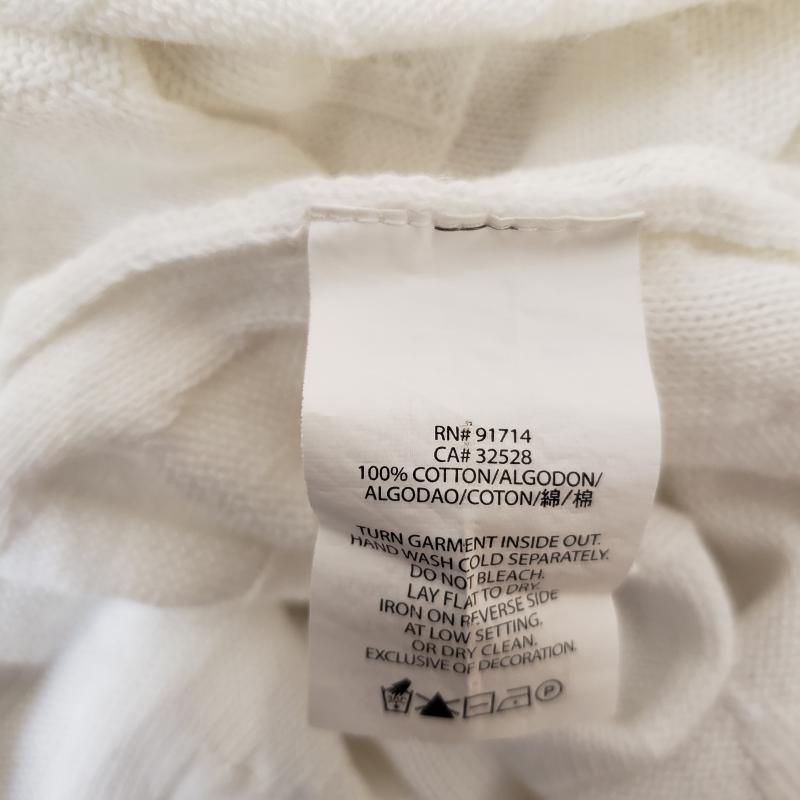 RN# 91714
CA# 32528
100% COTTON/ALGODON/
ALGODAO/COTON/綿/棉
TURN GARMENT INSIDE OUT.
HAND WASH COLD SEPARATELY.
DO NOT BLEACH.
LAY FLAT TO DRY.
IRON ON REVERSE SIDE
AT LOW SETTING.
OR DRY CLEAN.
EXCLUSIVE OF DECORATION.
P